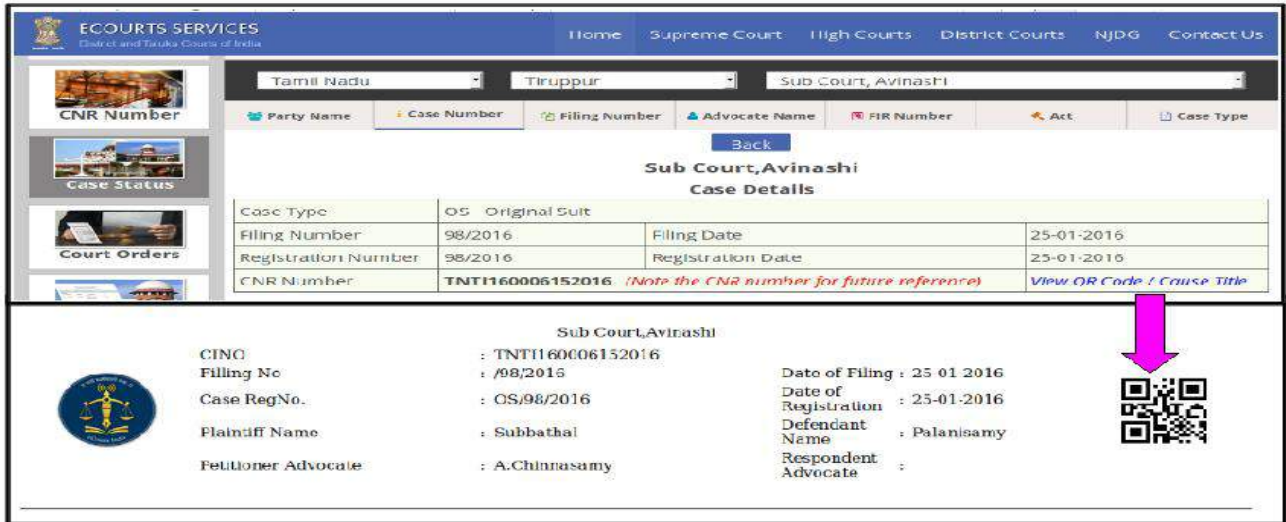 ECOURTS SERVICES
District and Taluka Courts of India
Home Supreme Court High Courts District Courts NJDG Contact Us
Tamil Nadu Tiruppur Sub Court, Avinashi
CNR Number
Party Name Case Number Filing Number Advocate Name FIR Number Act Case Type
Back
Sub Court,Avinashi
Case Status
Case Details
Case Type OS Original Suit
Filing Number 98/2016 Filing Date 25-01-2016
Court Orders
Registration Number 98/2016 Registration Date 25-01-2016
CNR Number TNTI160006152016 (Note the CNR number for future reference) View QR Code / Cause Title
Sub Court,Avinashi
CINO : TNTI160006152016
Filling No : /98/2016 Date of Filing : 25 01 2016
Case RegNo. : OS/98/2016 Date of Registration : 25-01-2016
Plaintiff Name : Subbathal Defendant Name : Palanisamy
Petitioner Advocate : A.Chinnasamy Respondent Advocate :